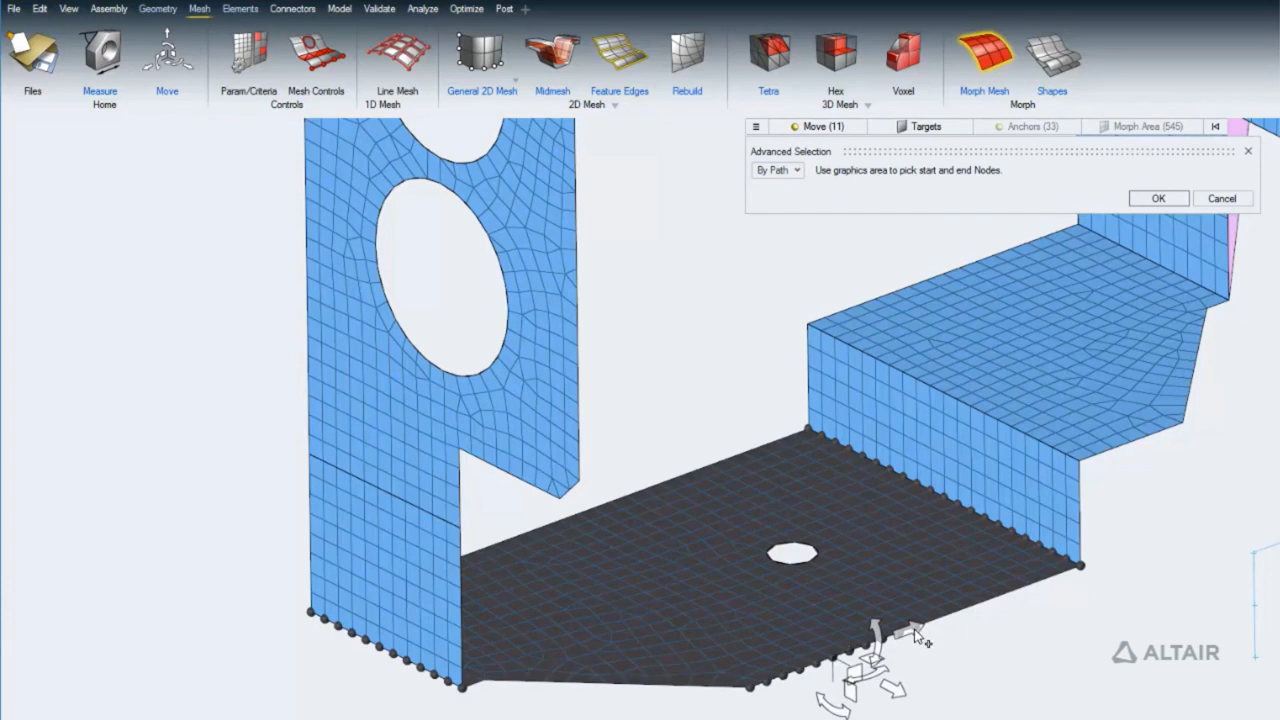 File Edit View Assembly Geometry Mesh Elements Connectors Model Validate Analyze Optimize Post
Files Measure Move Param/Criteria Mesh Controls Line Mesh General 2D Mesh Midmesh Feature Edges Rebuild Tetra Hex Voxel Morph Mesh Shapes
Home Controls 1D Mesh 2D Mesh 3D Mesh Morph
Move (11) Targets Anchors (33) Morph Area (545)
Advanced Selection
By Path Use graphics area to pick start and end Nodes.
OK Cancel
ALTAIR